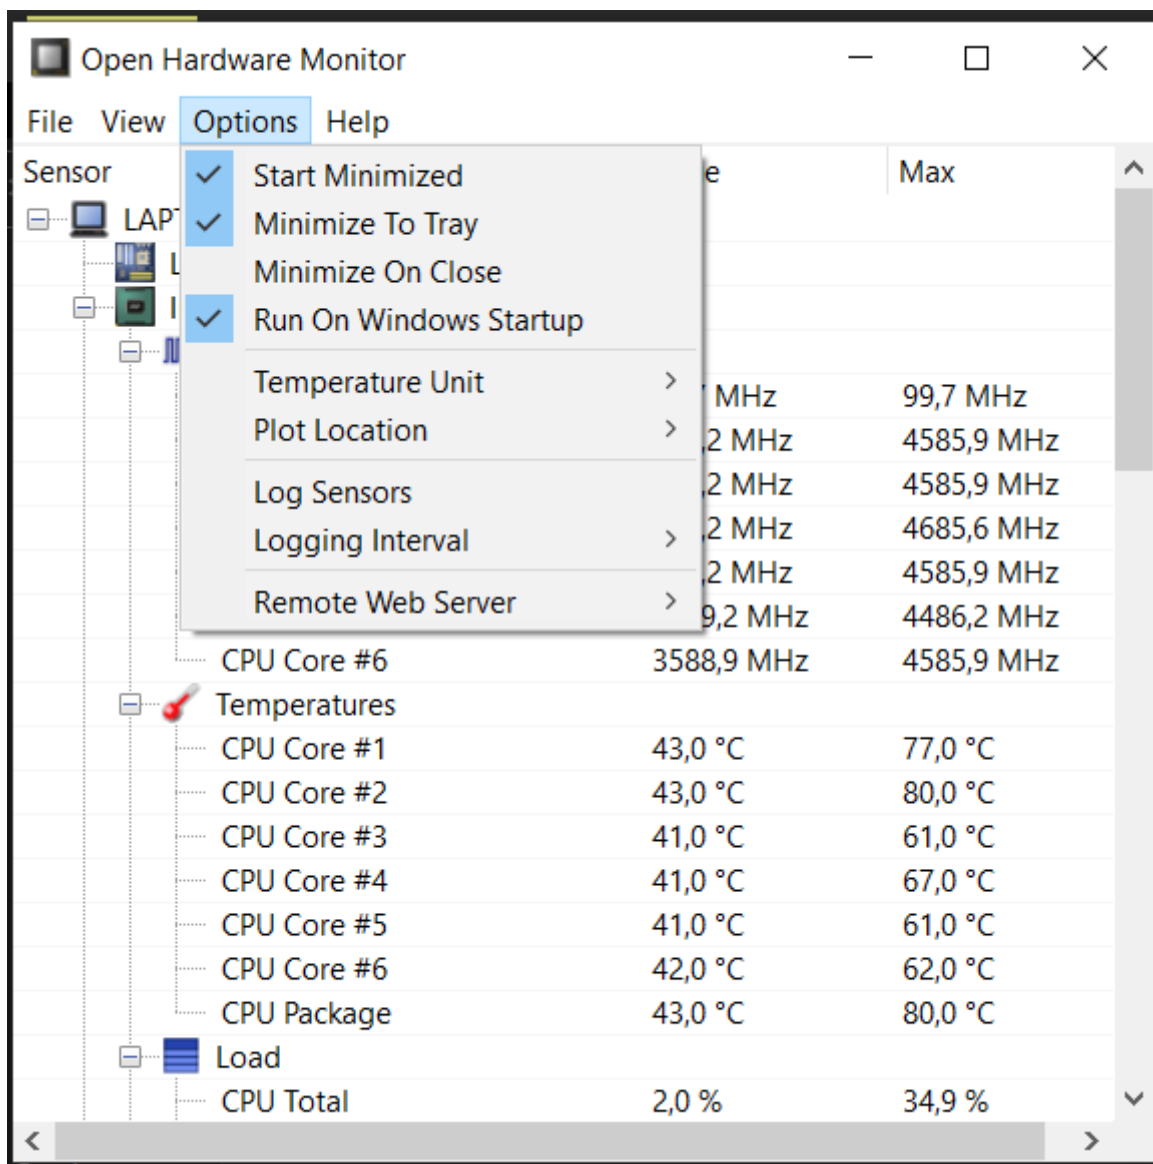 Open Hardware Monitor
File View Options Help
Sensor Max
Start Minimized
Minimize To Tray
Minimize On Close
Run On Windows Startup
Temperature Unit
Plot Location
Log Sensors
Logging Interval
Remote Web Server
MHz 99,7 MHz
,2 MHz 4585,9 MHz
,2 MHz 4585,9 MHz
,2 MHz 4685,6 MHz
,2 MHz 4585,9 MHz
9,2 MHz 4486,2 MHz
CPU Core #6 3588,9 MHz 4585,9 MHz
Temperatures
CPU Core #1 43,0 °C 77,0 °C
CPU Core #2 43,0 °C 80,0 °C
CPU Core #3 41,0 °C 61,0 °C
CPU Core #4 41,0 °C 67,0 °C
CPU Core #5 41,0 °C 61,0 °C
CPU Core #6 42,0 °C 62,0 °C
CPU Package 43,0 °C 80,0 °C
Load
CPU Total 2,0 % 34,9 %